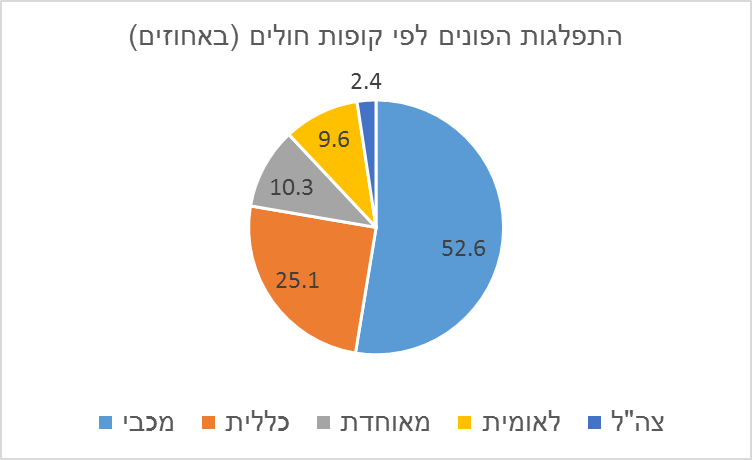 התפלגות הפונים לפי קופות חולים (באחוזים)
2.4
9.6
10.3
52.6
25.1
מכבי כללית מאוחדת לאומית צה"ל